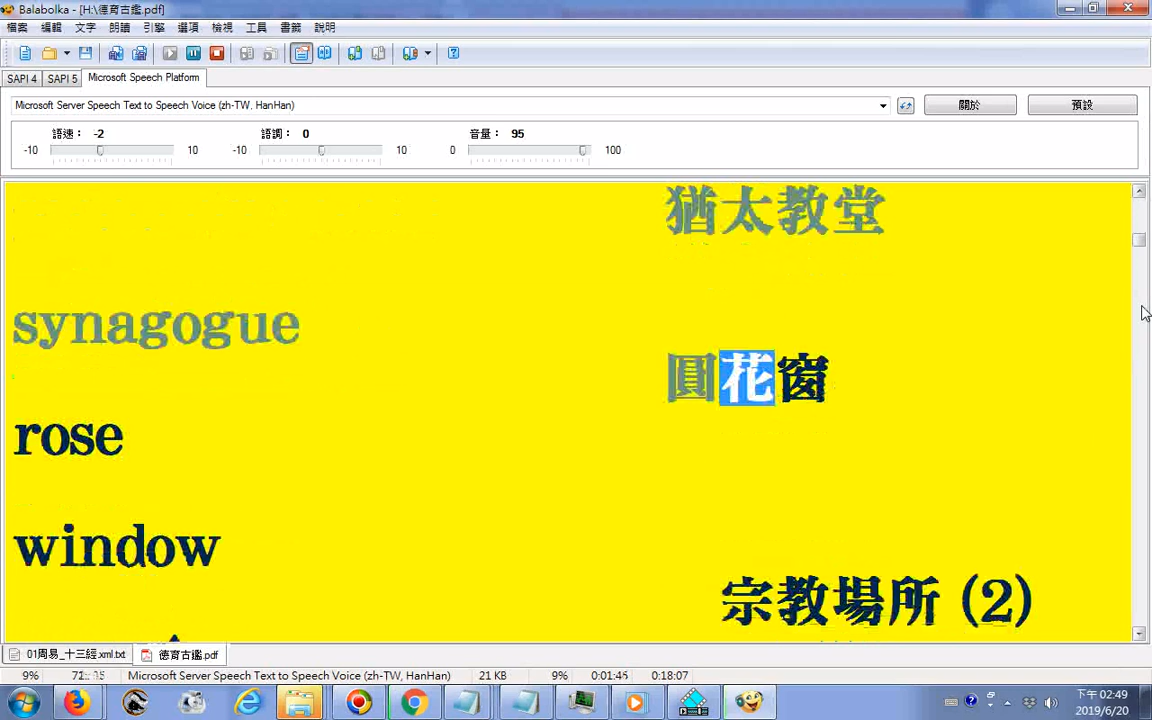 Balabolka - [H:\德育古鑑.pdf]
檔案 編輯 文字 朗讀 引擎 選項 檢視 工具 書籤 說明
SAPI 4 SAPI 5 Microsoft Speech Platform
Microsoft Server Speech Text to Speech Voice (zh-TW, HanHan)
關於 預設
語速： -2 語調： 0 音量： 95
-10 10 -10 10 0 100
猶太教堂
synagogue
圓花窗
rose
window
宗教場所 (2)
01周易_十三經.xml.txt 德育古鑑.pdf
9% Microsoft Server Speech Text to Speech Voice (zh-TW, HanHan) 21 KB 9% 0:01:45 0:18:07
下午 02:49
2019/6/20